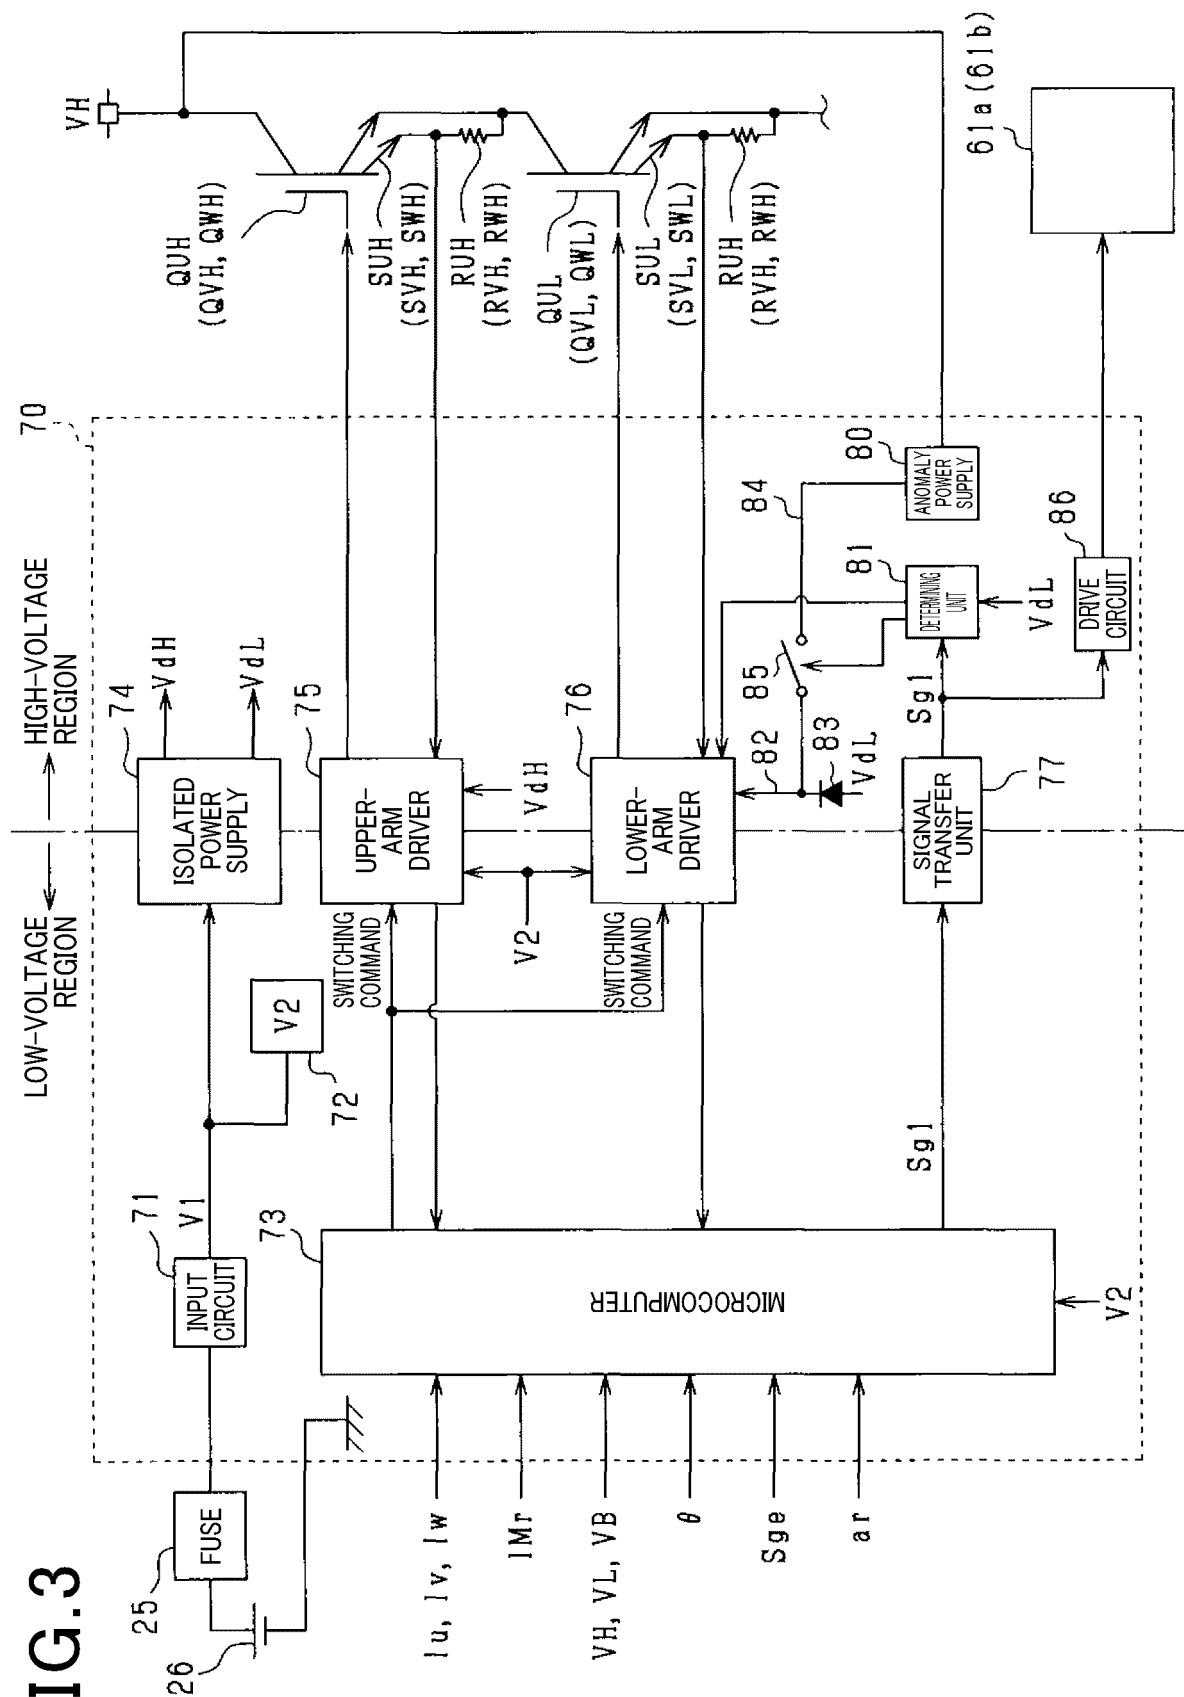 IG.3
LOW-VOLTAGE
REGION
HIGH-VOLTAGE
REGION
70
26
25
FUSE
71
INPUT
CIRCUIT
V1
V2
72
74
ISOLATED
POWER
SUPPLY
VdH
VdL
73
MICROCOMPUTER
V2
Iu, Iv, Iw
IMr
VH, VL, VB
θ
Sge
ar
SWITCHING
COMMAND
75
UPPER-
ARM
DRIVER
VdH
V2
SWITCHING
COMMAND
76
LOWER-
ARM
DRIVER
82
83
VdL
85
84
80
ANOMALY
POWER
SUPPLY
81
DETERMINING
UNIT
VdL
Sg1
SIGNAL
TRANSFER
UNIT
77
Sg1
86
DRIVE
CIRCUIT
61a(61b)
VH
QUH
(QVH, QWH)
SUH
(SVH, SWH)
RUH
(RVH, RWH)
QUL
(QVL, QWL)
SUL
(SVL, SWL)
RUH
(RVH, RWH)